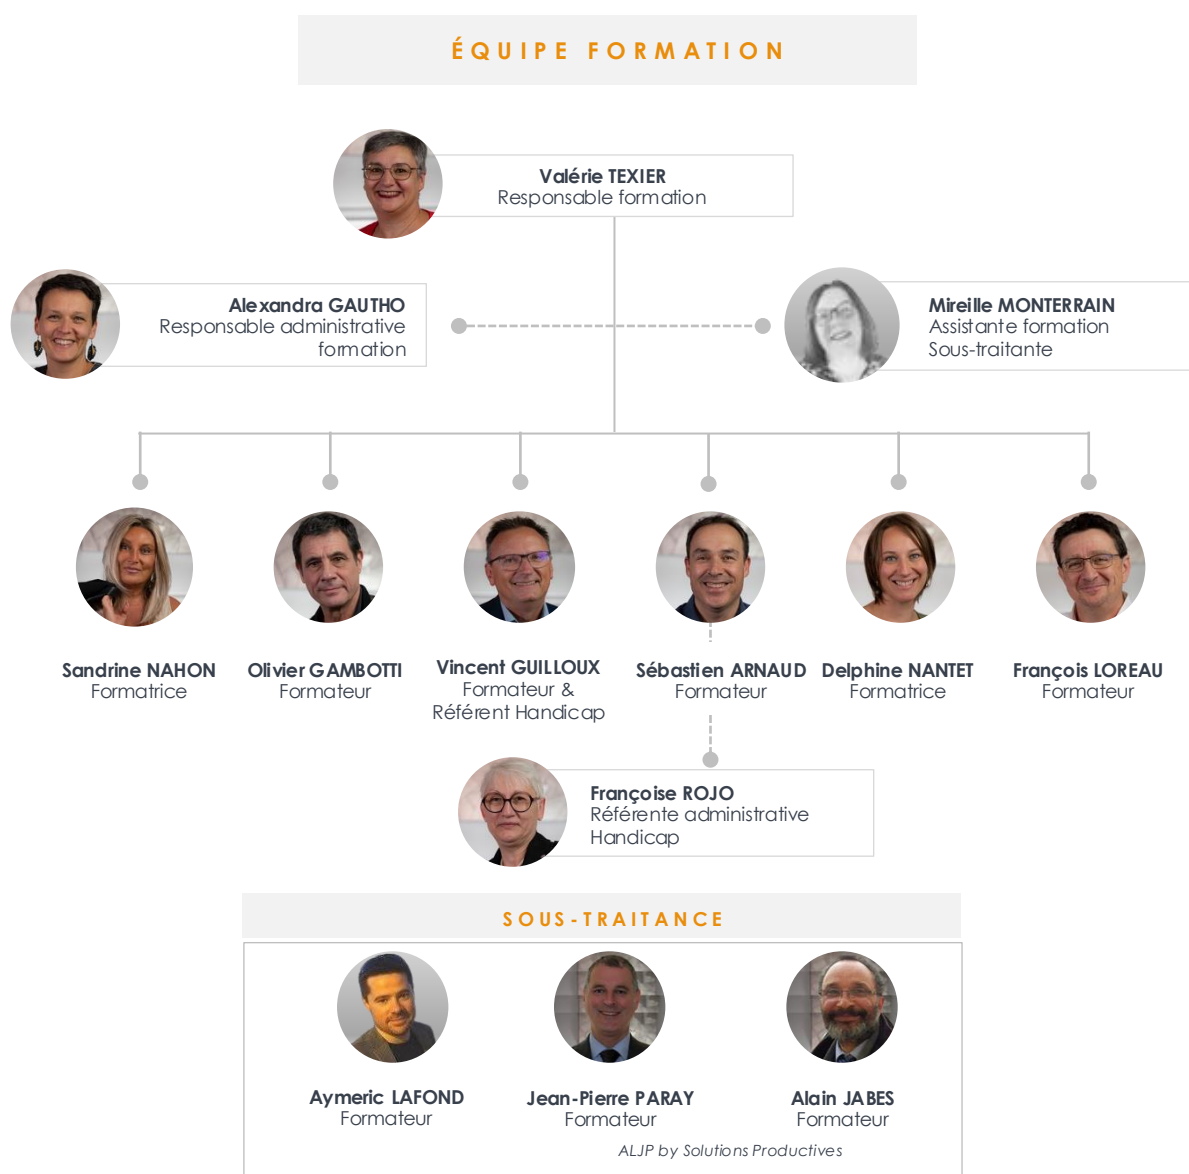 ÉQUIPE FORMATION
Valérie TEXIER
Responsable formation
Alexandra GAUTHO
Responsable administrative
formation
Mireille MONTERRAIN
Assistante formation
Sous-traitante
Sandrine NAHON
Formatrice
Olivier GAMBOTTI
Formateur
Vincent GUILLOUX
Formateur &
Référent Handicap
Sébastien ARNAUD
Formateur
Delphine NANTET
Formatrice
François LOREAU
Formateur
Françoise ROJO
Référente administrative
Handicap
SOUS-TRAITANCE
Aymeric LAFOND
Formateur
Jean-Pierre PARAY
Formateur
Alain JABES
Formateur
ALJP by Solutions Productives